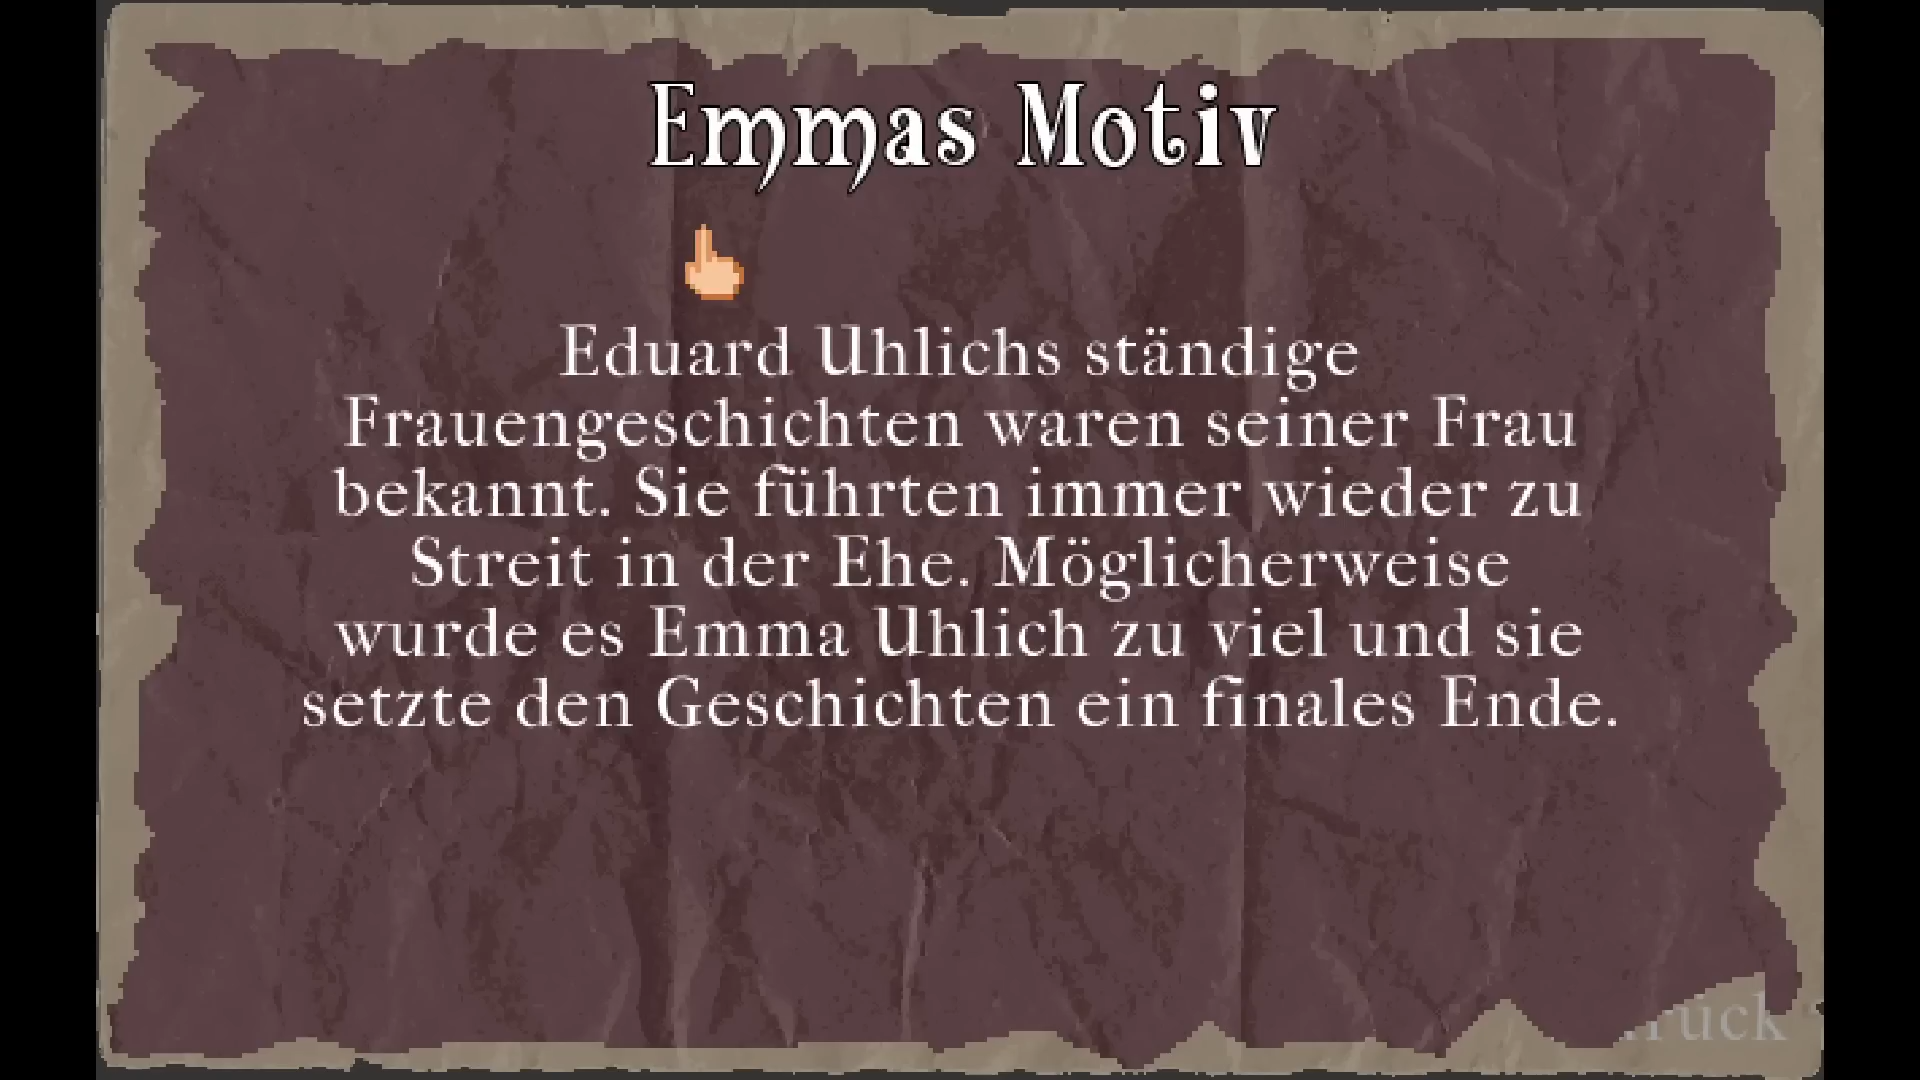 Emmas Motiv
Eduard Uhlichs ständige
Frauengeschichten waren seiner Frau
bekannt. Sie führten immer wieder zu
Streit in der Ehe. Möglicherweise
wurde es Emma Uhlich zu viel und sie
setzte den Geschichten ein finales Ende.